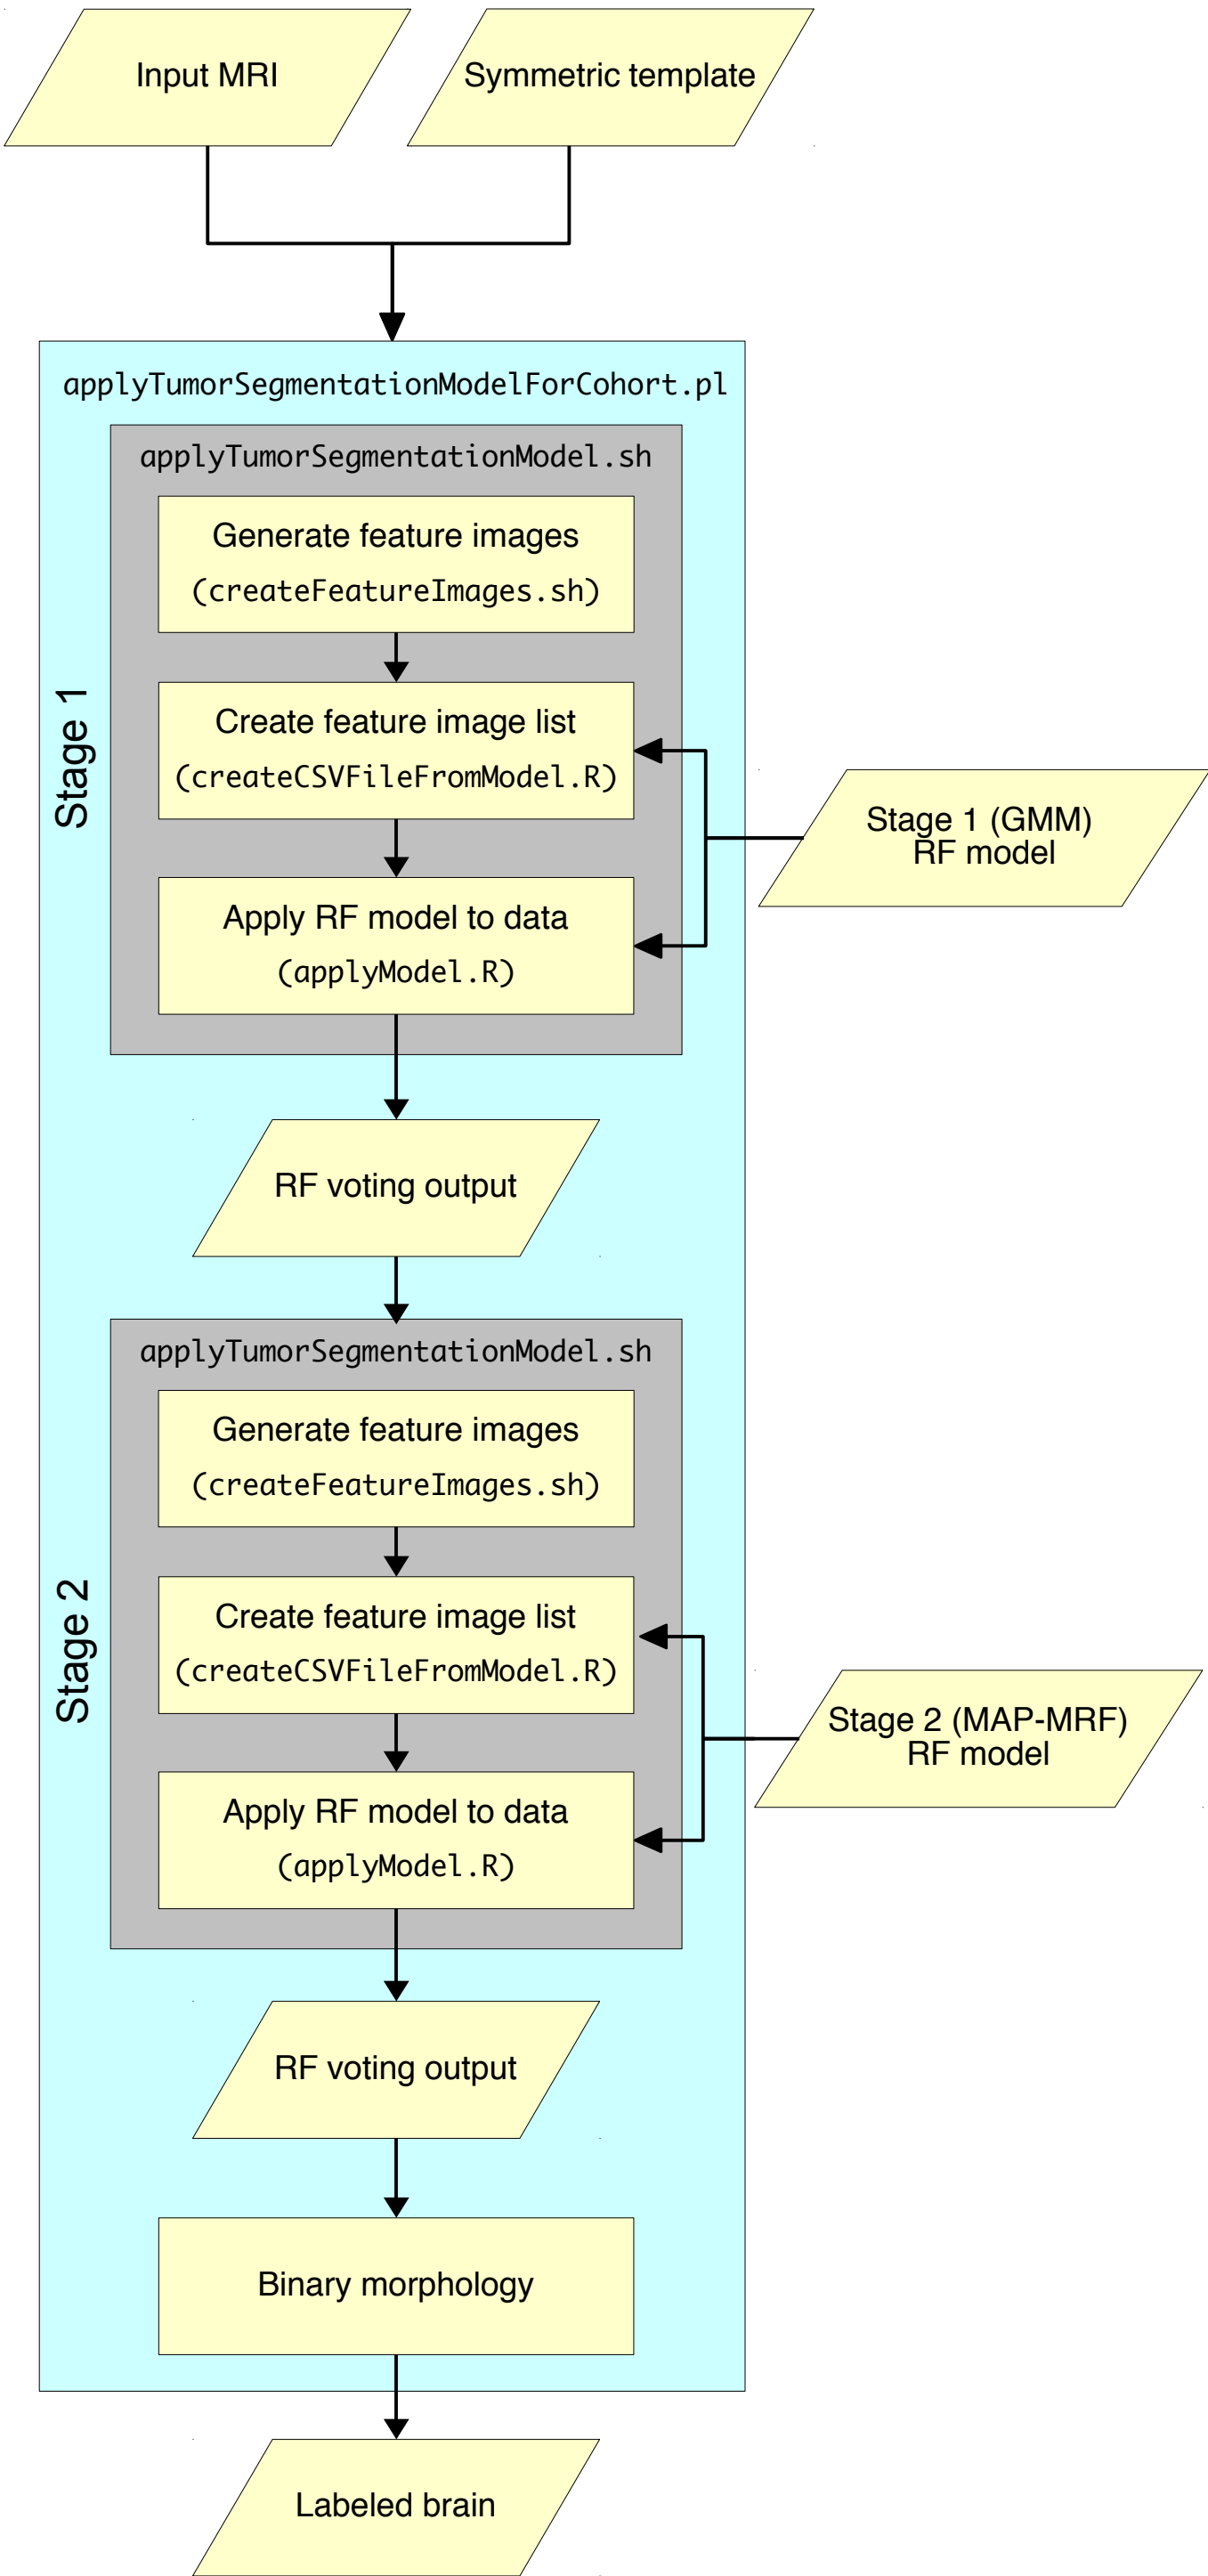 Input MRI
Symmetric template
applyTumorSegmentationModelForCohort.pl
Stage 1
applyTumorSegmentationModel.sh
Generate feature images
(createFeatureImages.sh)
Create feature image list
(createCSVFileFromModel.R)
Apply RF model to data
(applyModel.R)
Stage 1 (GMM)
RF model
RF voting output
Stage 2
applyTumorSegmentationModel.sh
Generate feature images
(createFeatureImages.sh)
Create feature image list
(createCSVFileFromModel.R)
Apply RF model to data
(applyModel.R)
Stage 2 (MAP-MRF)
RF model
RF voting output
Binary morphology
Labeled brain